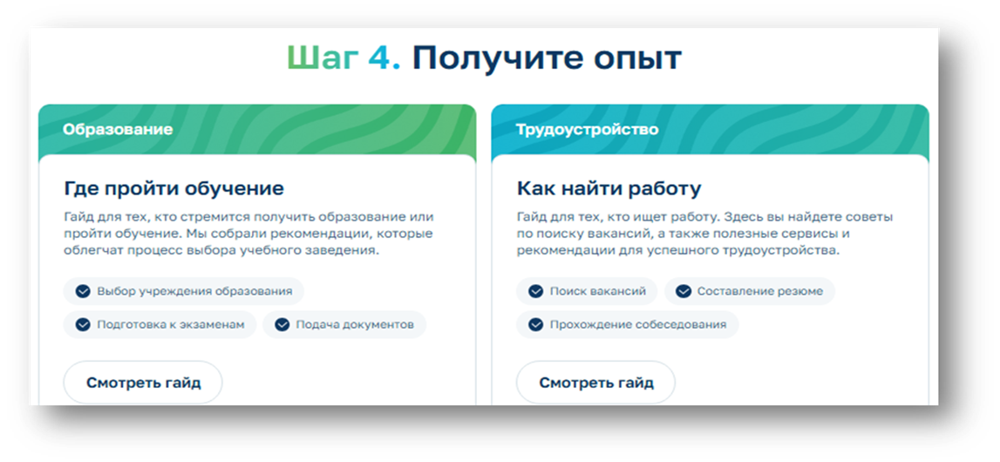 Шаг 4. Получите опыт
Образование
Где пройти обучение
Гайд для тех, кто стремится получить образование или
пройти обучение. Мы собрали рекомендации, которые
облегчат процесс выбора учебного заведения.
Выбор учреждения образования
Подготовка к экзаменам
Подача документов
Смотреть гайд
Трудоустройство
Как найти работу
Гайд для тех, кто ищет работу. Здесь вы найдете советы
по поиску вакансий, а также полезные сервисы и
рекомендации для успешного трудоустройства.
Поиск вакансий
Составление резюме
Прохождение собеседования
Смотреть гайд